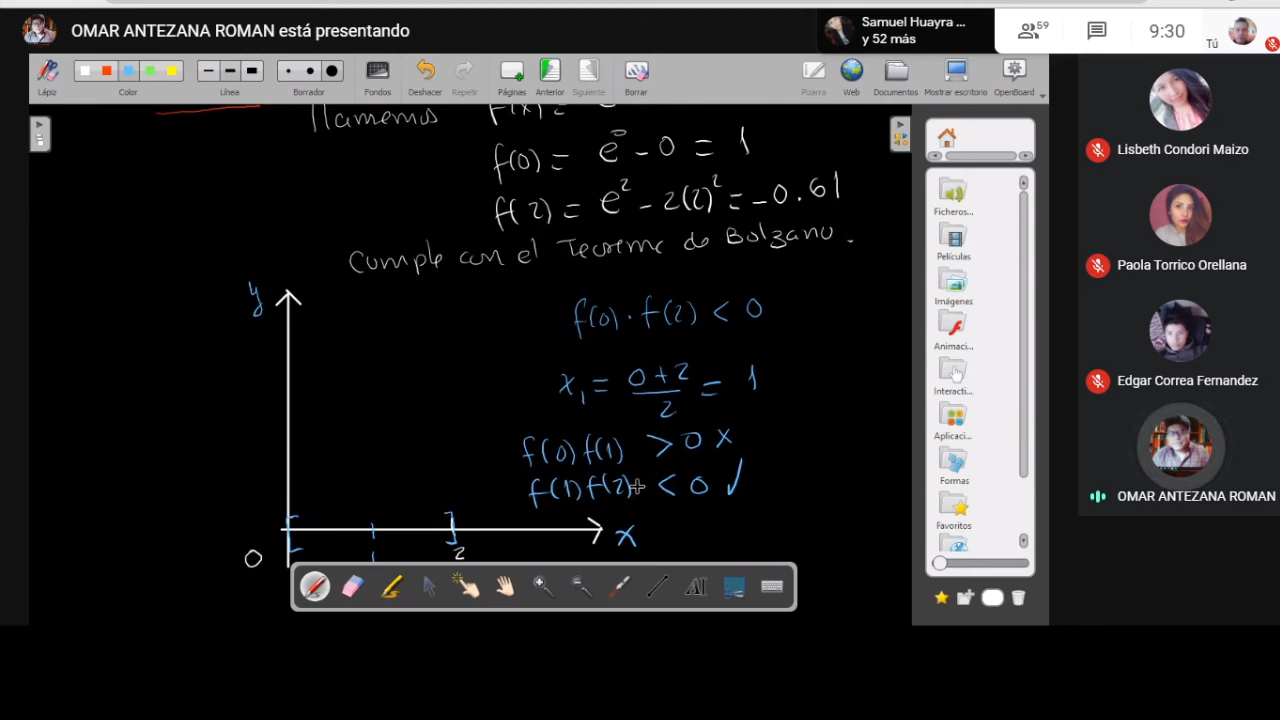 OMAR ANTEZANA ROMAN está presentando
Samuel Huayra ...
y 52 más
59
9:30
Tú
Lápiz
Color
Línea
Borrador
Fondos
Deshacer
Repetir
Páginas
Anterior
Siguiente
Borrar
Pizarra
Web
Documentos
Mostrar escritorio
OpenBoard
llamemos f(x) =
f(0) = e⁰ - 0 = 1
f(2) = e² - 2(2)² = -0.61
Cumple con el Teoreme de Bolzano.
y
f(0) · f(2) < 0
x₁ = (0+2)/2 = 1
f(0) f(1) > 0 x
f(1) f(2) < 0 ✓
x
0
2
Ficheros...
Películas
Imágenes
Animaci...
Interacti...
Aplicaci...
Formas
Favoritos
Lisbeth Condori Maizo
Paola Torrico Orellana
Edgar Correa Fernandez
OMAR ANTEZANA ROMAN